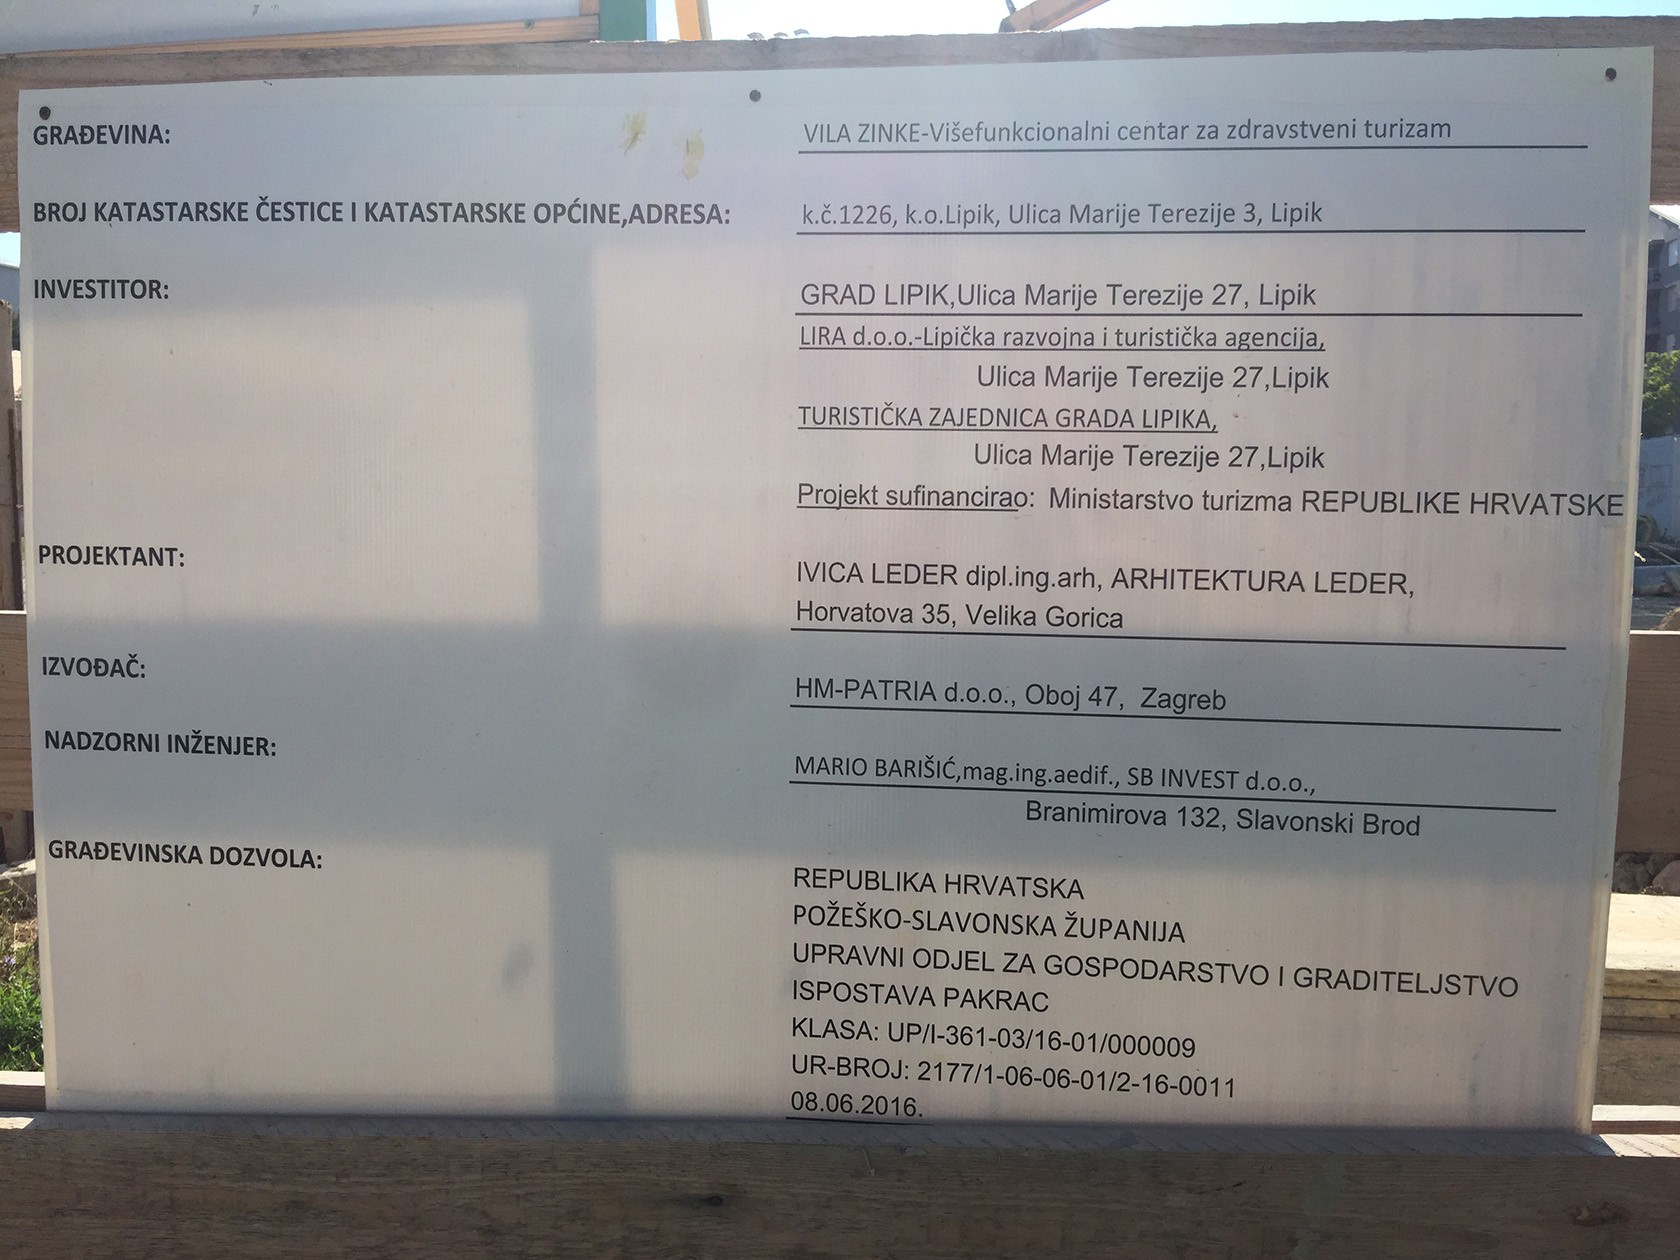 GRAĐEVINA: VILA ZINKE-Višefunkcionalni centar za zdravstveni turizam
BROJ KATASTARSKE ČESTICE I KATASTARSKE OPĆINE,ADRESA: k.č.1226, k.o.Lipik, Ulica Marije Terezije 3, Lipik
INVESTITOR: GRAD LIPIK,Ulica Marije Terezije 27, Lipik
LIRA d.o.o.-Lipička razvojna i turistička agencija,
Ulica Marije Terezije 27,Lipik
TURISTIČKA ZAJEDNICA GRADA LIPIKA,
Ulica Marije Terezije 27,Lipik
Projekt sufinancirao: Ministarstvo turizma REPUBLIKE HRVATSKE
PROJEKTANT: IVICA LEDER dipl.ing.arh, ARHITEKTURA LEDER,
Horvatova 35, Velika Gorica
IZVOĐAČ: HM-PATRIA d.o.o., Oboj 47, Zagreb
NADZORNI INŽENJER: MARIO BARIŠIĆ,mag.ing.aedif., SB INVEST d.o.o.,
Branimirova 132, Slavonski Brod
GRAĐEVINSKA DOZVOLA: REPUBLIKA HRVATSKA
POŽEŠKO-SLAVONSKA ŽUPANIJA
UPRAVNI ODJEL ZA GOSPODARSTVO I GRADITELJSTVO
ISPOSTAVA PAKRAC
KLASA: UP/I-361-03/16-01/000009
UR-BROJ: 2177/1-06-06-01/2-16-0011
08.06.2016.